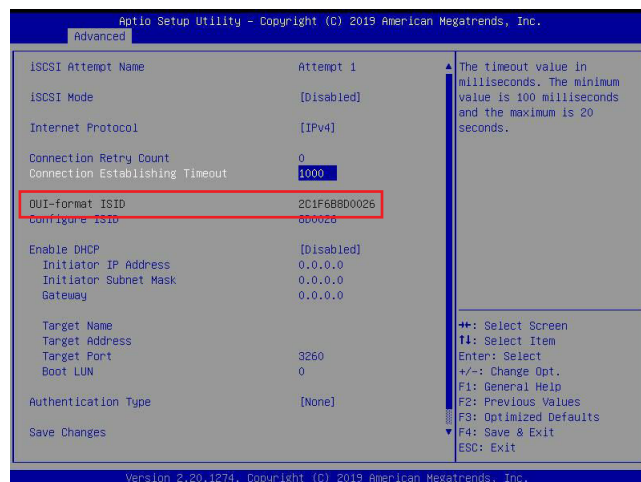 Aptio Setup Utility – Copyright (C) 2019 American Megatrends, Inc.
Advanced
iSCSI Attempt Name Attempt 1
iSCSI Mode [Disabled]
Internet Protocol [IPv4]
Connection Retry Count 0
Connection Establishing Timeout 1000
OUI-format ISID 2C1F6B8D0026
Configure ISID 8D0026
Enable DHCP [Disabled]
Initiator IP Address 0.0.0.0
Initiator Subnet Mask 0.0.0.0
Gateway 0.0.0.0
Target Name
Target Address
Target Port 3260
Boot LUN 0
Authentication Type [None]
Save Changes
The timeout value in
milliseconds. The minimum
value is 100 milliseconds
and the maximum is 20
seconds.
→←: Select Screen
↑↓: Select Item
Enter: Select
+/-: Change Opt.
F1: General Help
F2: Previous Values
F3: Optimized Defaults
F4: Save & Exit
ESC: Exit
Version 2.20.1274. Copyright (C) 2019 American Megatrends, Inc.